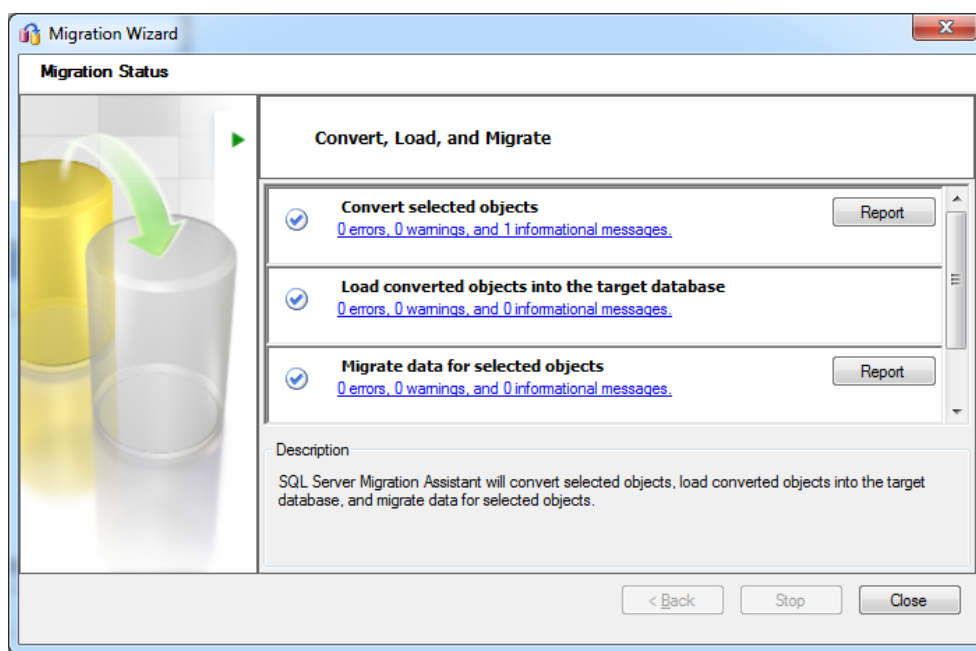 Migration Wizard
x
Migration Status
Convert, Load, and Migrate
Convert selected objects
Report
0 errors, 0 warnings, and 1 informational messages.
Load converted objects into the target database
0 errors, 0 warnings, and 0 informational messages.
Migrate data for selected objects
Report
0 errors, 0 warnings, and 0 informational messages.
Description
SQL Server Migration Assistant will convert selected objects, load converted objects into the target
database, and migrate data for selected objects.
< Back
Stop
Close